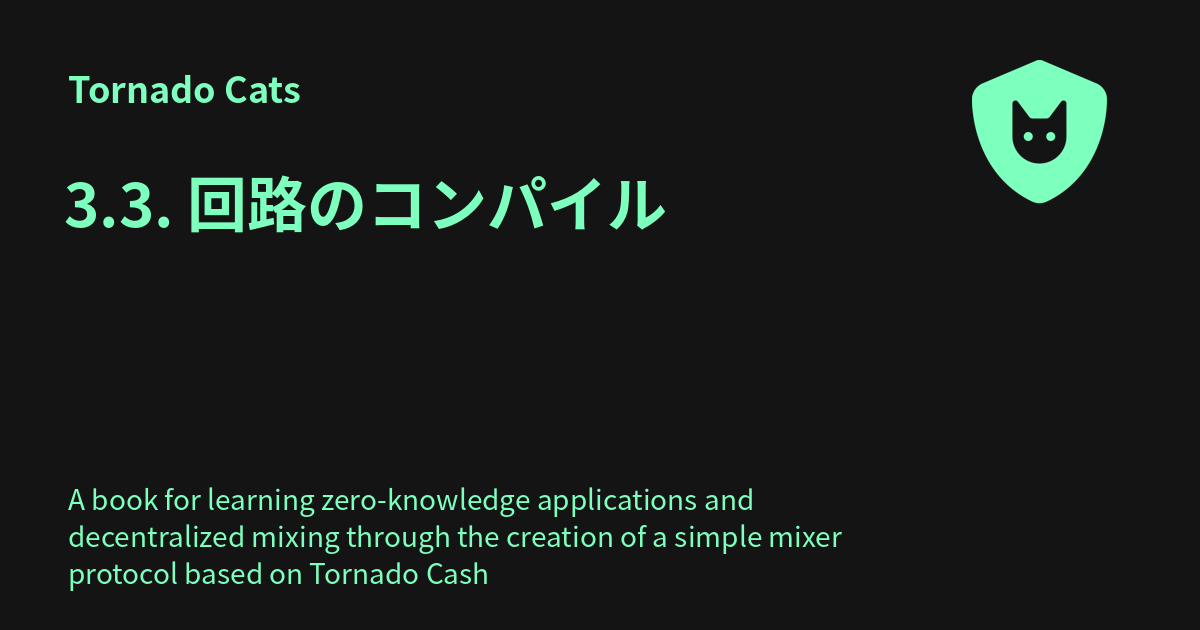 Tornado Cats
3.3. 回路のコンパイル
A book for learning zero-knowledge applications and
decentralized mixing through the creation of a simple mixer
protocol based on Tornado Cash